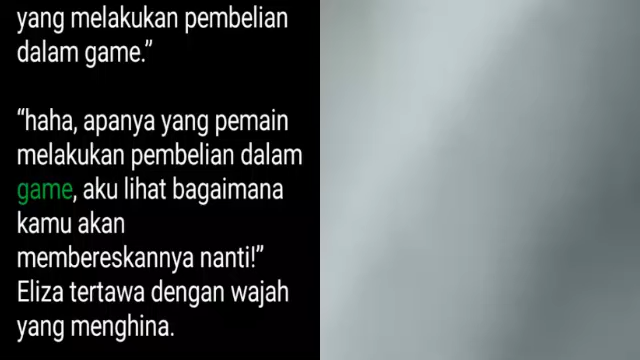 yang melakukan pembelian
dalam game.”
“haha, apanya yang pemain
melakukan pembelian dalam
game, aku lihat bagaimana
kamu akan
membereskannya nanti!”
Eliza tertawa dengan wajah
yang menghina.